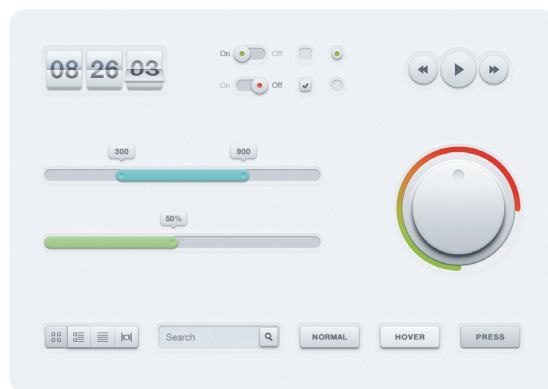 08 26 03
On Off
On Off
300 900
50%
Search NORMAL HOVER PRESS